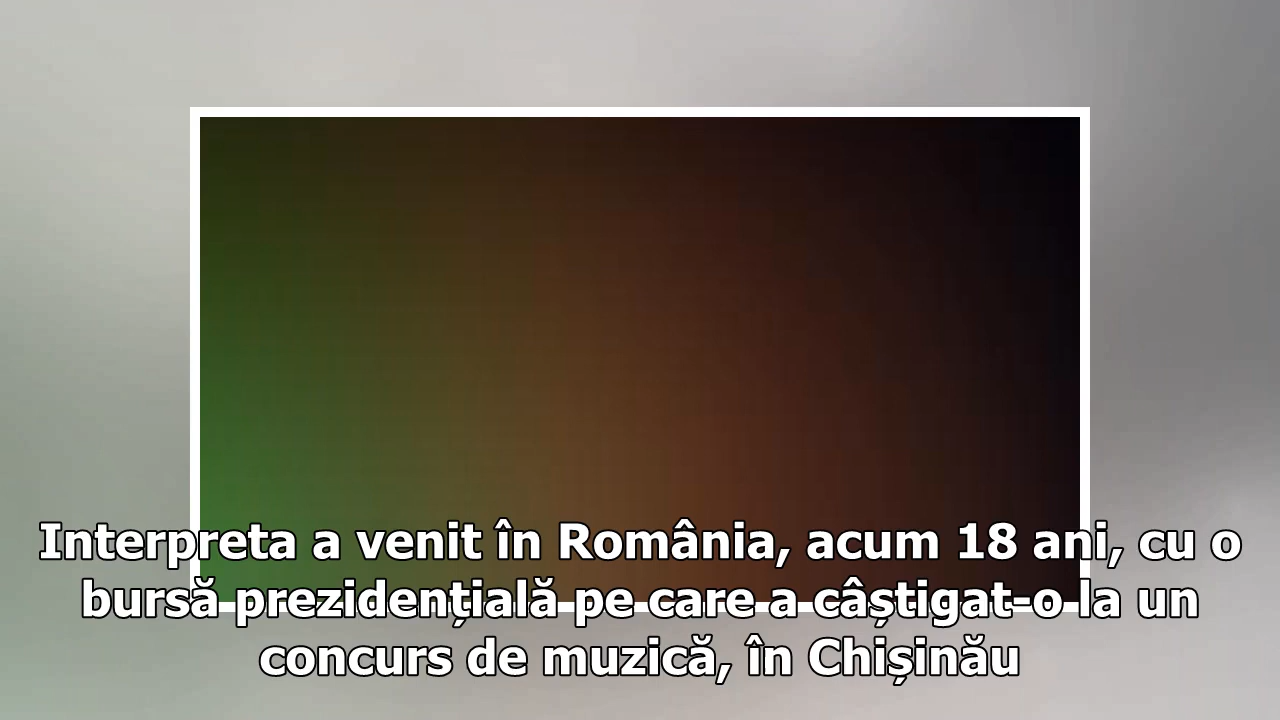 Interpreta a venit în România, acum 18 ani, cu o
bursă prezidențială pe care a câștigat-o la un
concurs de muzică, în Chișinău